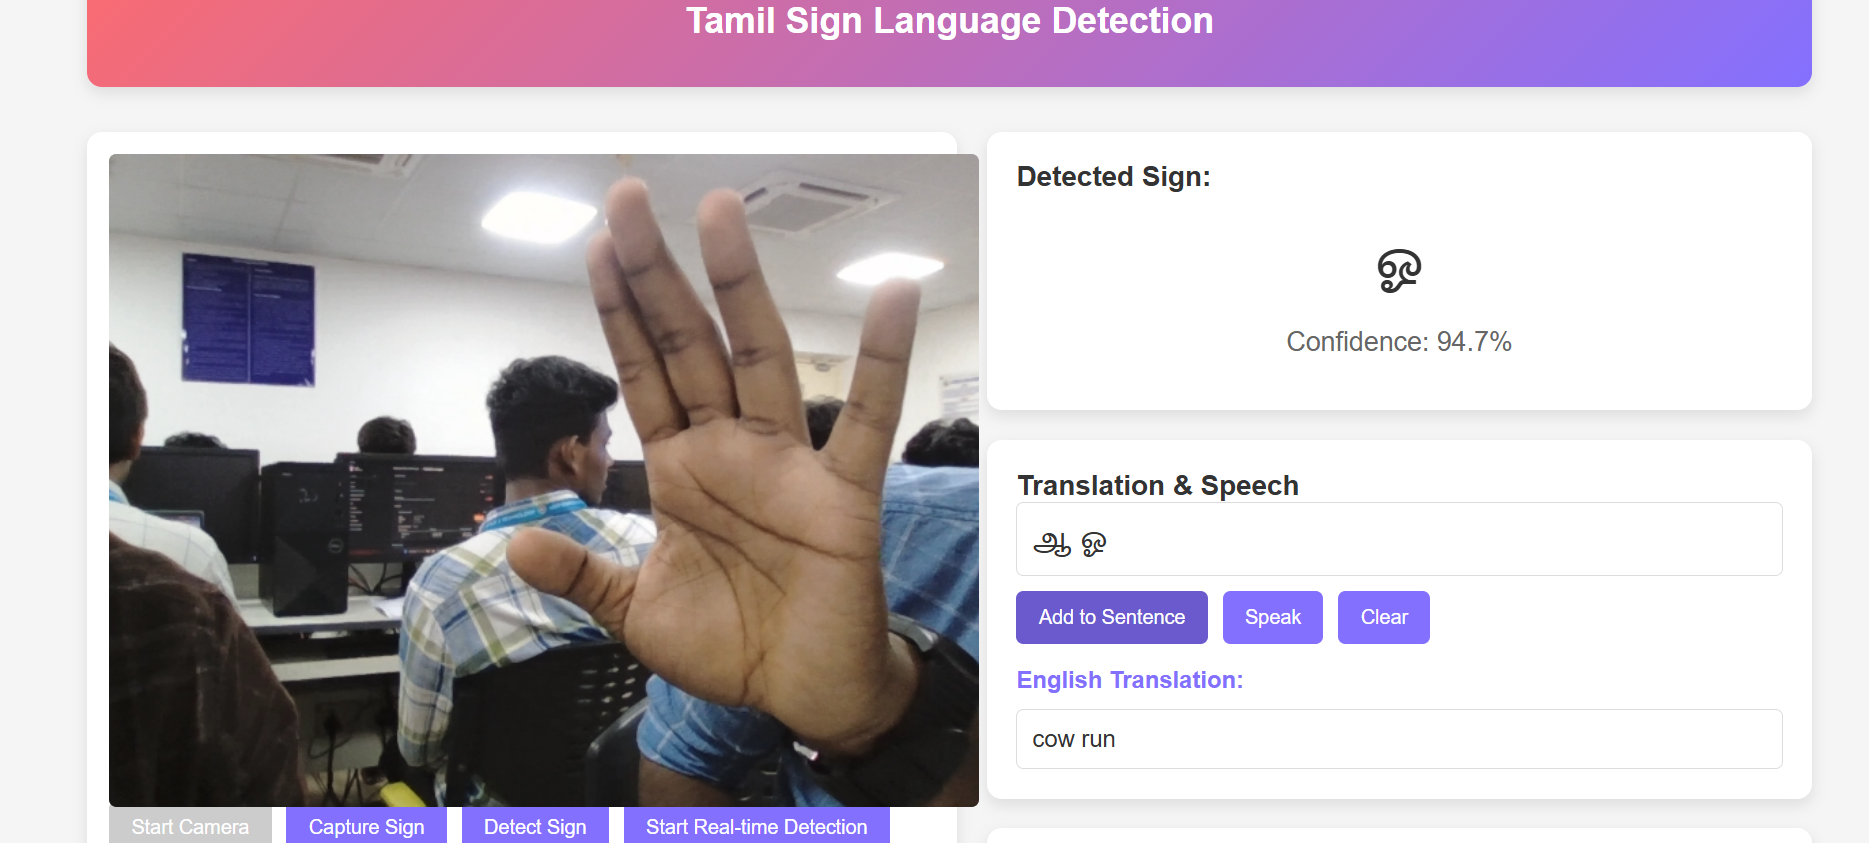 Tamil Sign Language Detection
Detected Sign:
ஓ
Confidence: 94.7%
Translation & Speech
ஆ ஓ
Add to Sentence Speak Clear
English Translation:
cow run
Start Camera Capture Sign Detect Sign Start Real-time Detection